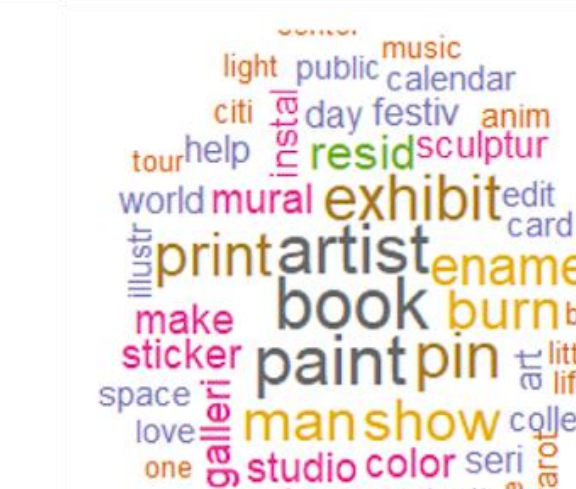 music
light public calendar
citi instal day festiv anim
tour help resid sculptur
world mural exhibit edit
card
illustr print artist
book burn
make
sticker paint pin art
space
love galleri man show
one studio color seri